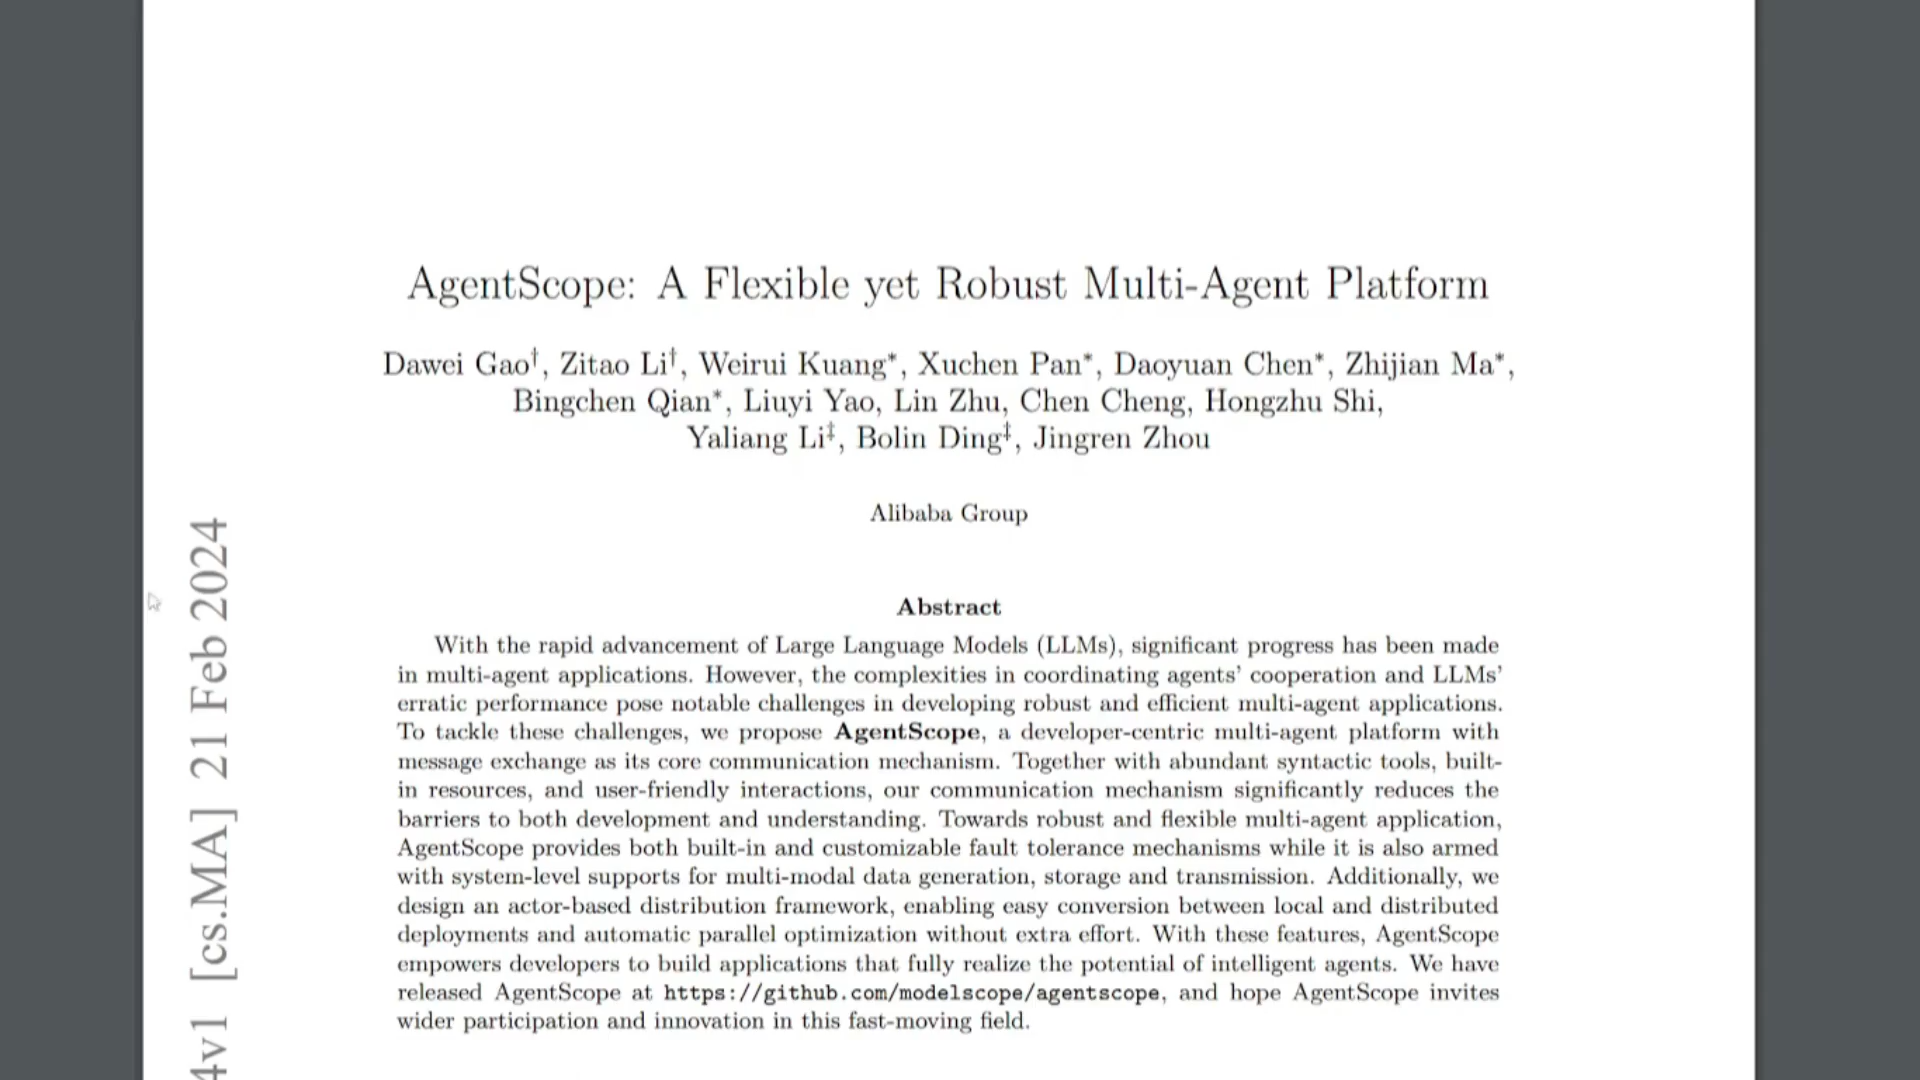 AgentScope: A Flexible yet Robust Multi-Agent Platform
Dawei Gao†, Zitao Li†, Weirui Kuang*, Xuchen Pan*, Daoyuan Chen*, Zhijian Ma*,
Bingchen Qian*, Liuyi Yao, Lin Zhu, Chen Cheng, Hongzhu Shi,
Yaliang Li‡, Bolin Ding‡, Jingren Zhou
Alibaba Group
Abstract
With the rapid advancement of Large Language Models (LLMs), significant progress has been made
in multi-agent applications. However, the complexities in coordinating agents’ cooperation and LLMs’
erratic performance pose notable challenges in developing robust and efficient multi-agent applications.
To tackle these challenges, we propose AgentScope, a developer-centric multi-agent platform with
message exchange as its core communication mechanism. Together with abundant syntactic tools, built-
in resources, and user-friendly interactions, our communication mechanism significantly reduces the
barriers to both development and understanding. Towards robust and flexible multi-agent application,
AgentScope provides both built-in and customizable fault tolerance mechanisms while it is also armed
with system-level supports for multi-modal data generation, storage and transmission. Additionally, we
design an actor-based distribution framework, enabling easy conversion between local and distributed
deployments and automatic parallel optimization without extra effort. With these features, AgentScope
empowers developers to build applications that fully realize the potential of intelligent agents. We have
released AgentScope at https://github.com/modelscope/agentscope, and hope AgentScope invites
wider participation and innovation in this fast-moving field.
4v1 [cs.MA] 21 Feb 2024